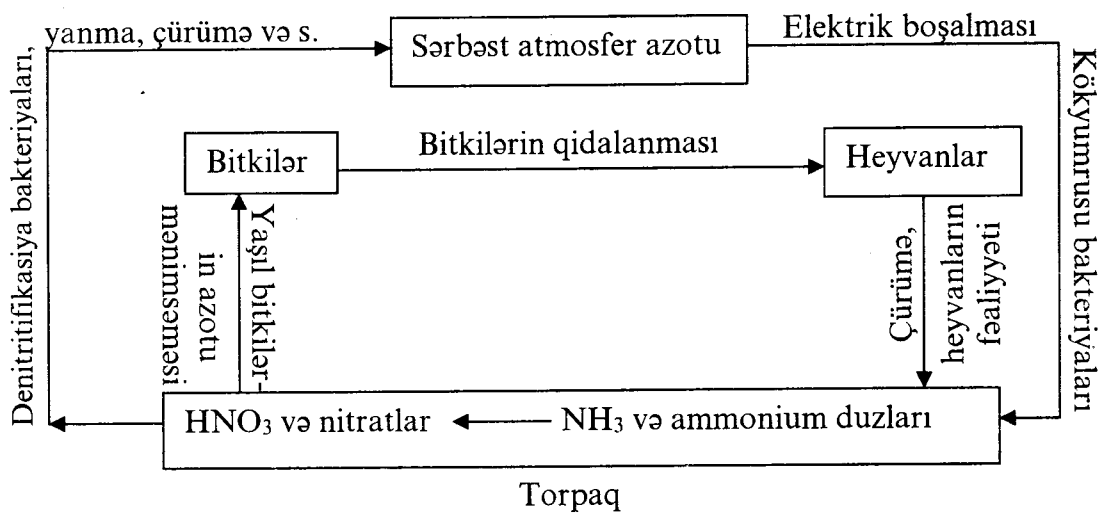 yanma, çürümə və s.
Sərbəst atmosfer azotu
Elektrik boşalması
Denitritifikasiya bakteriyaları,
Kökyumrusu bakteriyaları
Bitkilər
Bitkilərin qidalanması
Heyvanlar
Yaşıl bitkilər-
in azotu
mənimsəməsi
Çürümə,
heyvanların
fəaliyyəti
HNO₃ və nitratlar
NH₃ və ammonium duzları
Torpaq